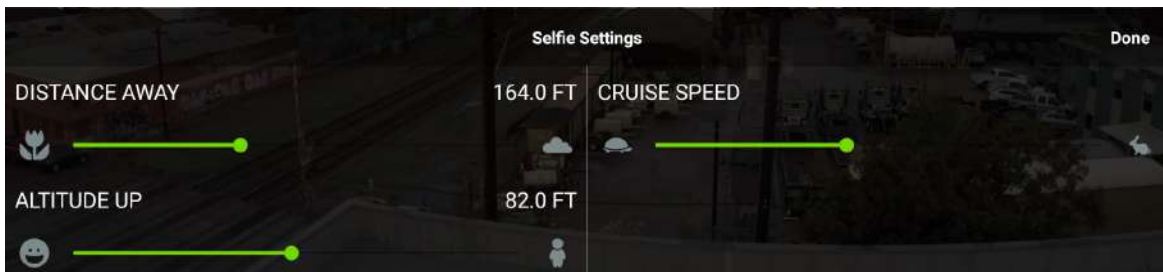 Selfie Settings
Done
DISTANCE AWAY
164.0 FT
CRUISE SPEED
ALTITUDE UP
82.0 FT